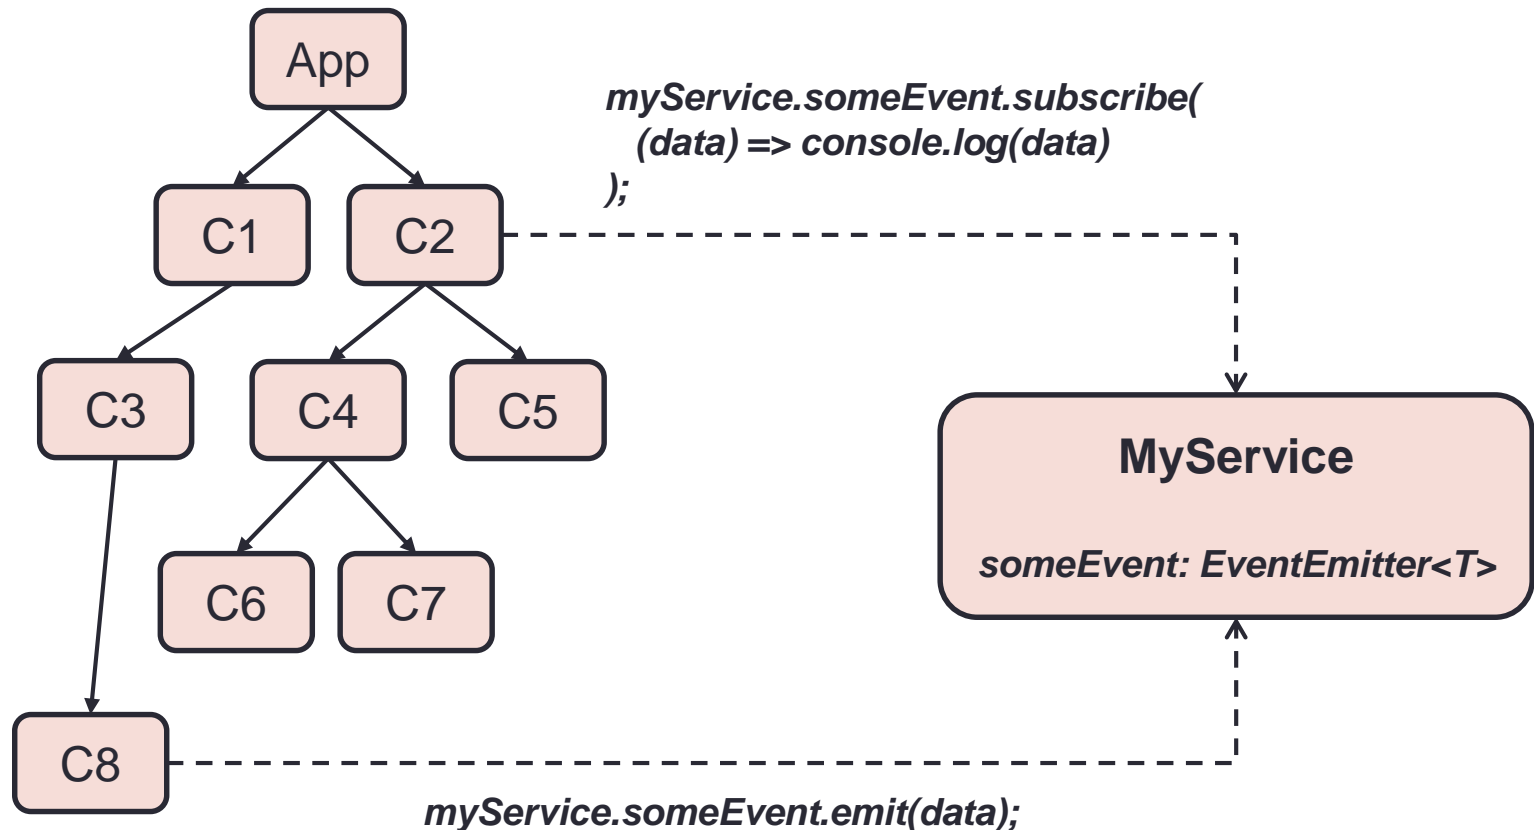 App
myService.someEvent.subscribe(
(data) => console.log(data)
);
C1
C2
C3
C4
C5
MyService
someEvent: EventEmitter<T>
C6
C7
C8
myService.someEvent.emit(data);